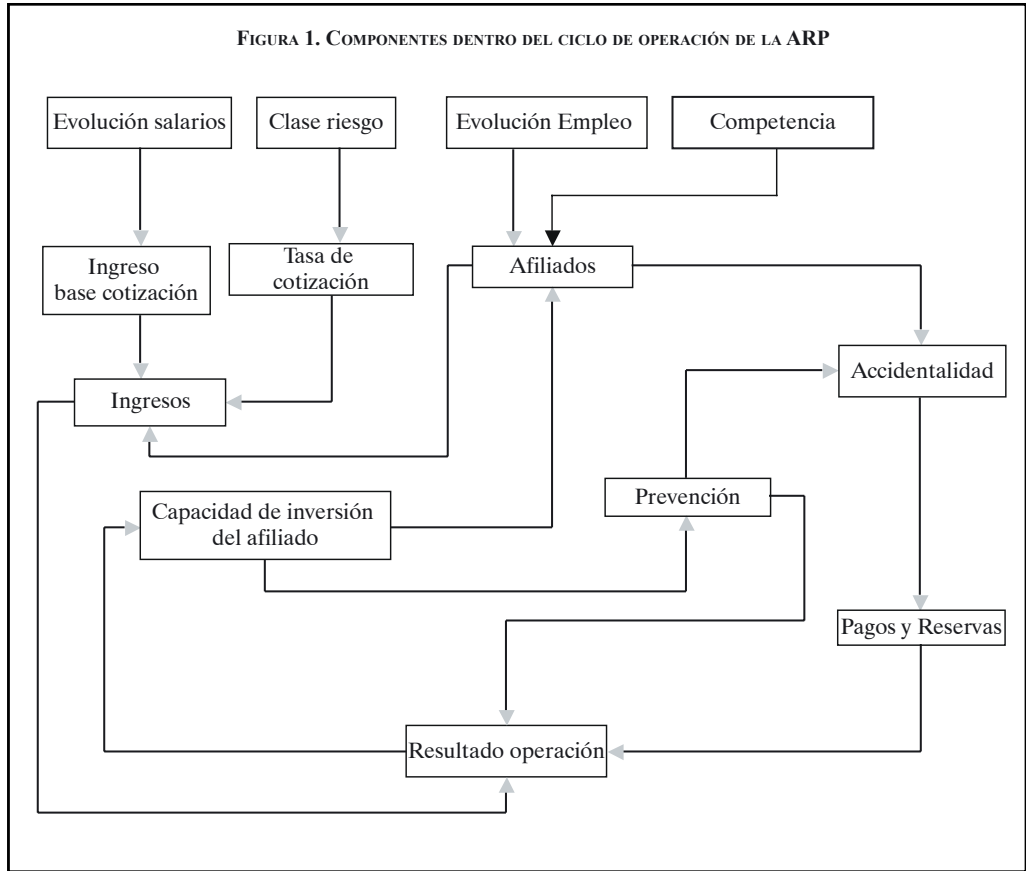 FIGURA 1. COMPONENTES DENTRO DEL CICLO DE OPERACIÓN DE LA ARP
Evolución salarios
Clase riesgo
Evolución Empleo
Competencia
Ingreso
base cotización
Tasa de
cotización
Afiliados
Accidentalidad
Ingresos
Prevención
Capacidad de inversión
del afiliado
Pagos y Reservas
Resultado operación